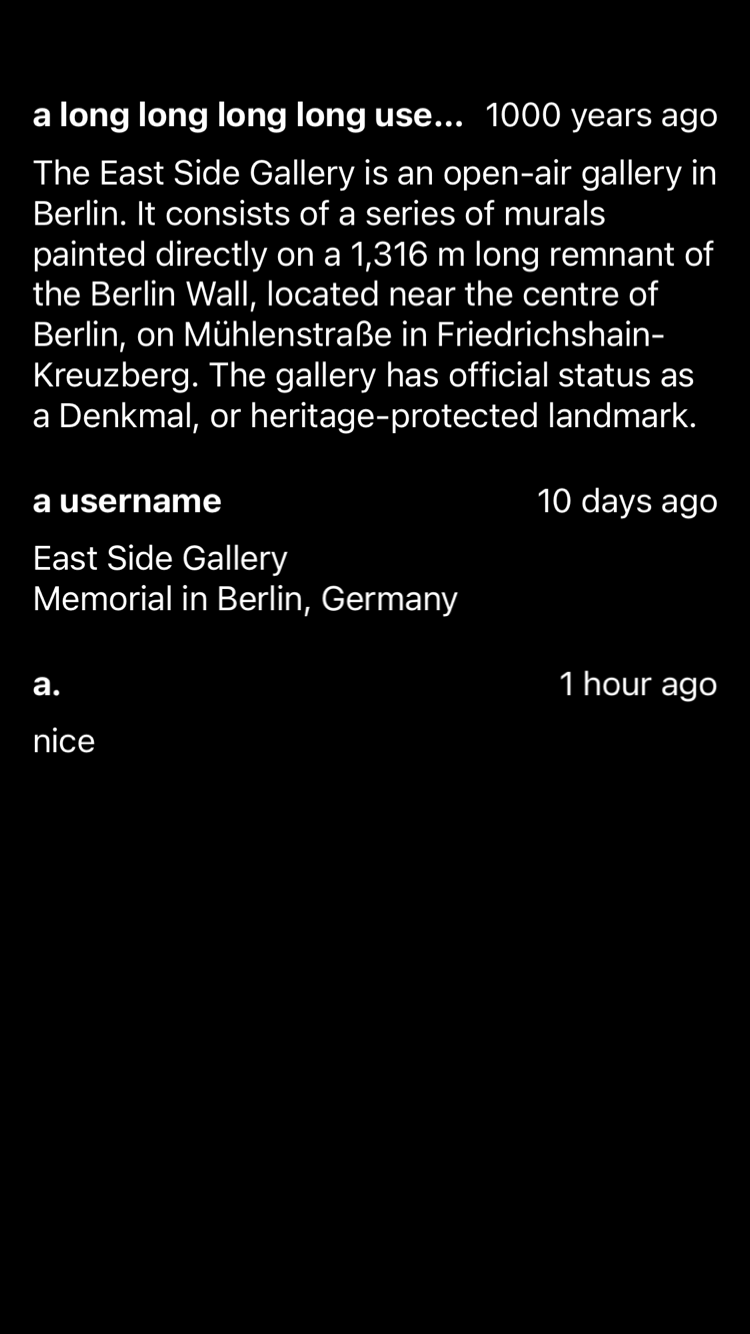 a long long long long use... 1000 years ago
The East Side Gallery is an open-air gallery in
Berlin. It consists of a series of murals
painted directly on a 1,316 m long remnant of
the Berlin Wall, located near the centre of
Berlin, on Mühlenstraße in Friedrichshain-
Kreuzberg. The gallery has official status as
a Denkmal, or heritage-protected landmark.
a username 10 days ago
East Side Gallery
Memorial in Berlin, Germany
a. 1 hour ago
nice